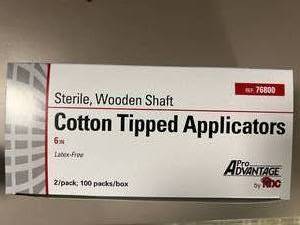 REF: 76800
Sterile, Wooden Shaft
Cotton Tipped Applicators
6 IN
Latex-Free
Pro
ADVANTAGE
by NDC
2/pack; 100 packs/box